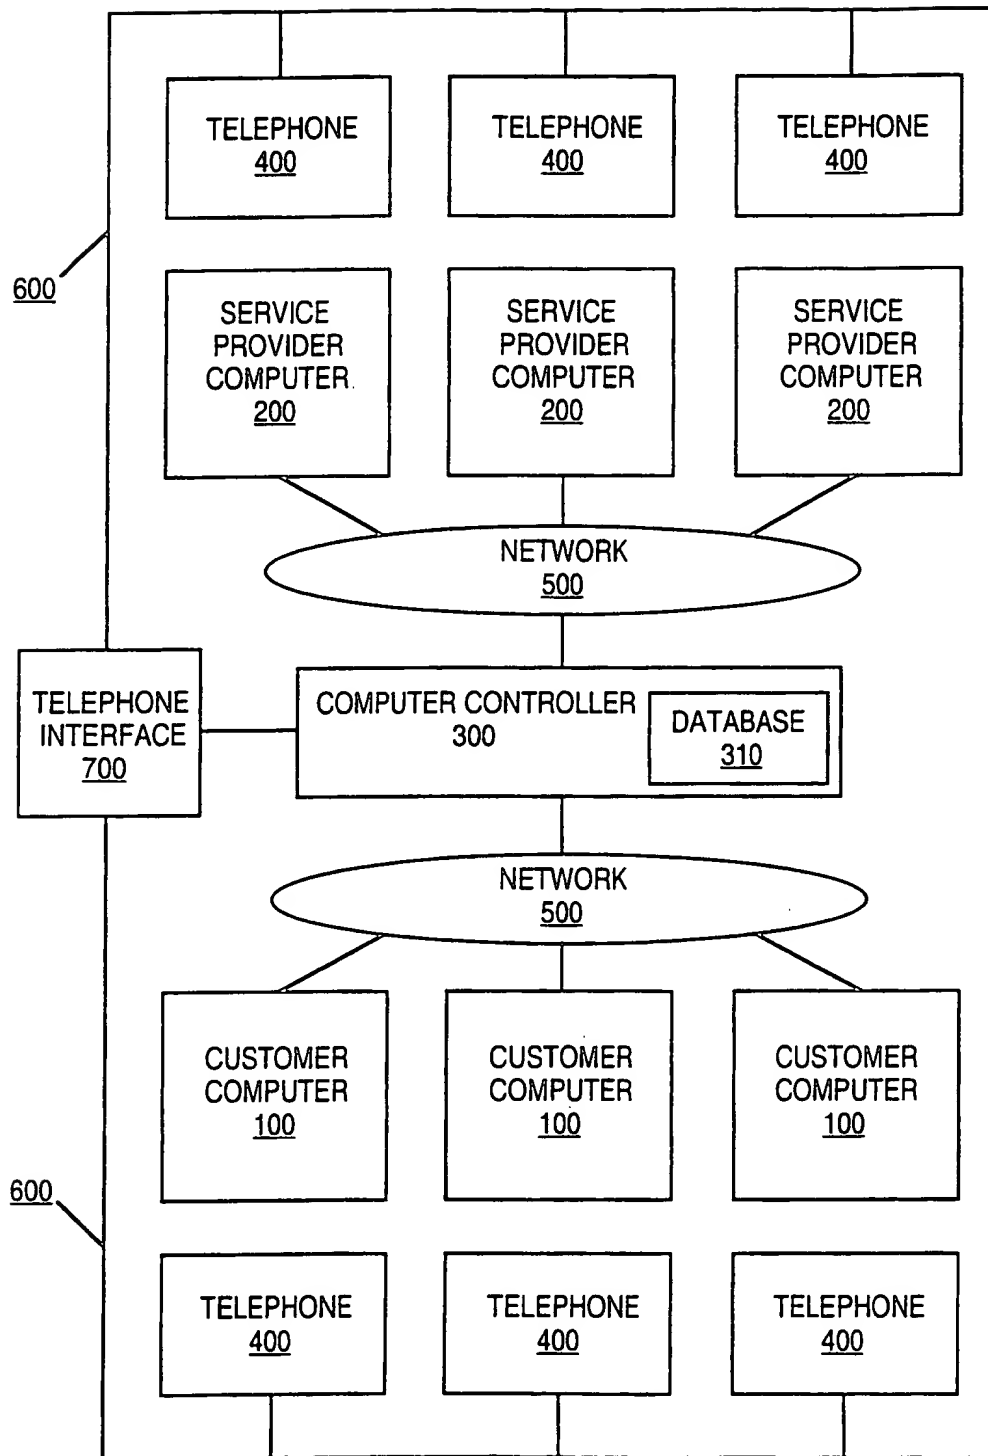 TELEPHONE
400
TELEPHONE
400
TELEPHONE
400
600
SERVICE
PROVIDER
COMPUTER
200
SERVICE
PROVIDER
COMPUTER
200
SERVICE
PROVIDER
COMPUTER
200
NETWORK
500
TELEPHONE
INTERFACE
700
COMPUTER CONTROLLER
300
DATABASE
310
NETWORK
500
CUSTOMER
COMPUTER
100
CUSTOMER
COMPUTER
100
CUSTOMER
COMPUTER
100
600
TELEPHONE
400
TELEPHONE
400
TELEPHONE
400